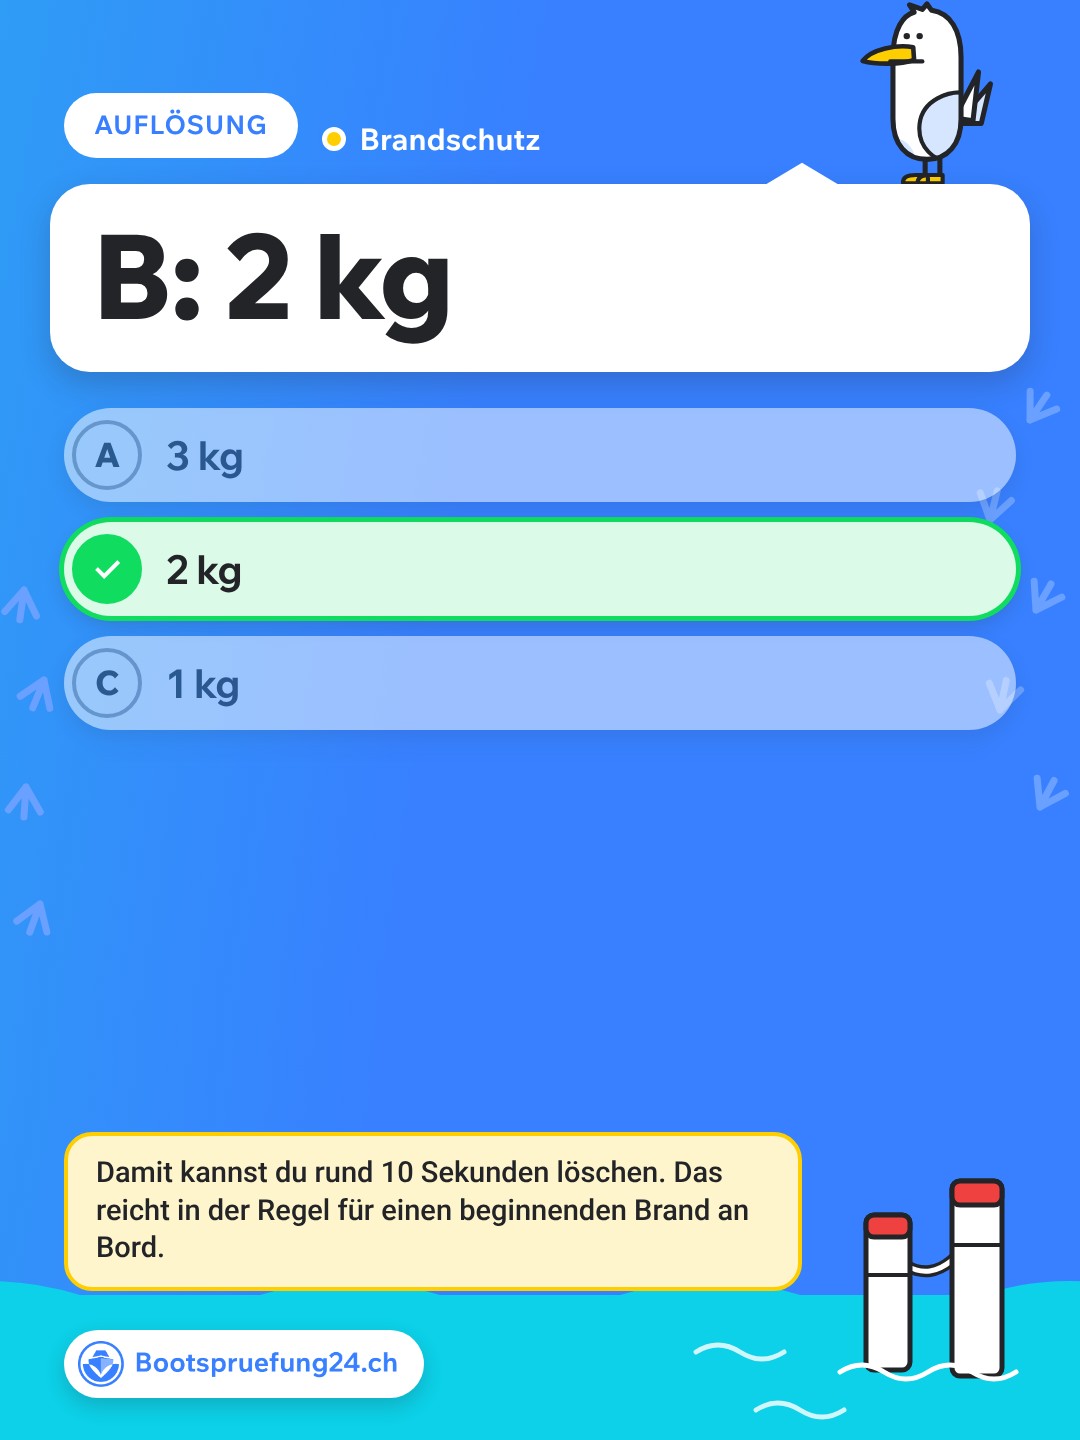 AUFLÖSUNG
Brandschutz
B: 2 kg
A 3 kg
2 kg
C 1 kg
Damit kannst du rund 10 Sekunden löschen. Das
reicht in der Regel für einen beginnenden Brand an
Bord.
Bootspruefung24.ch